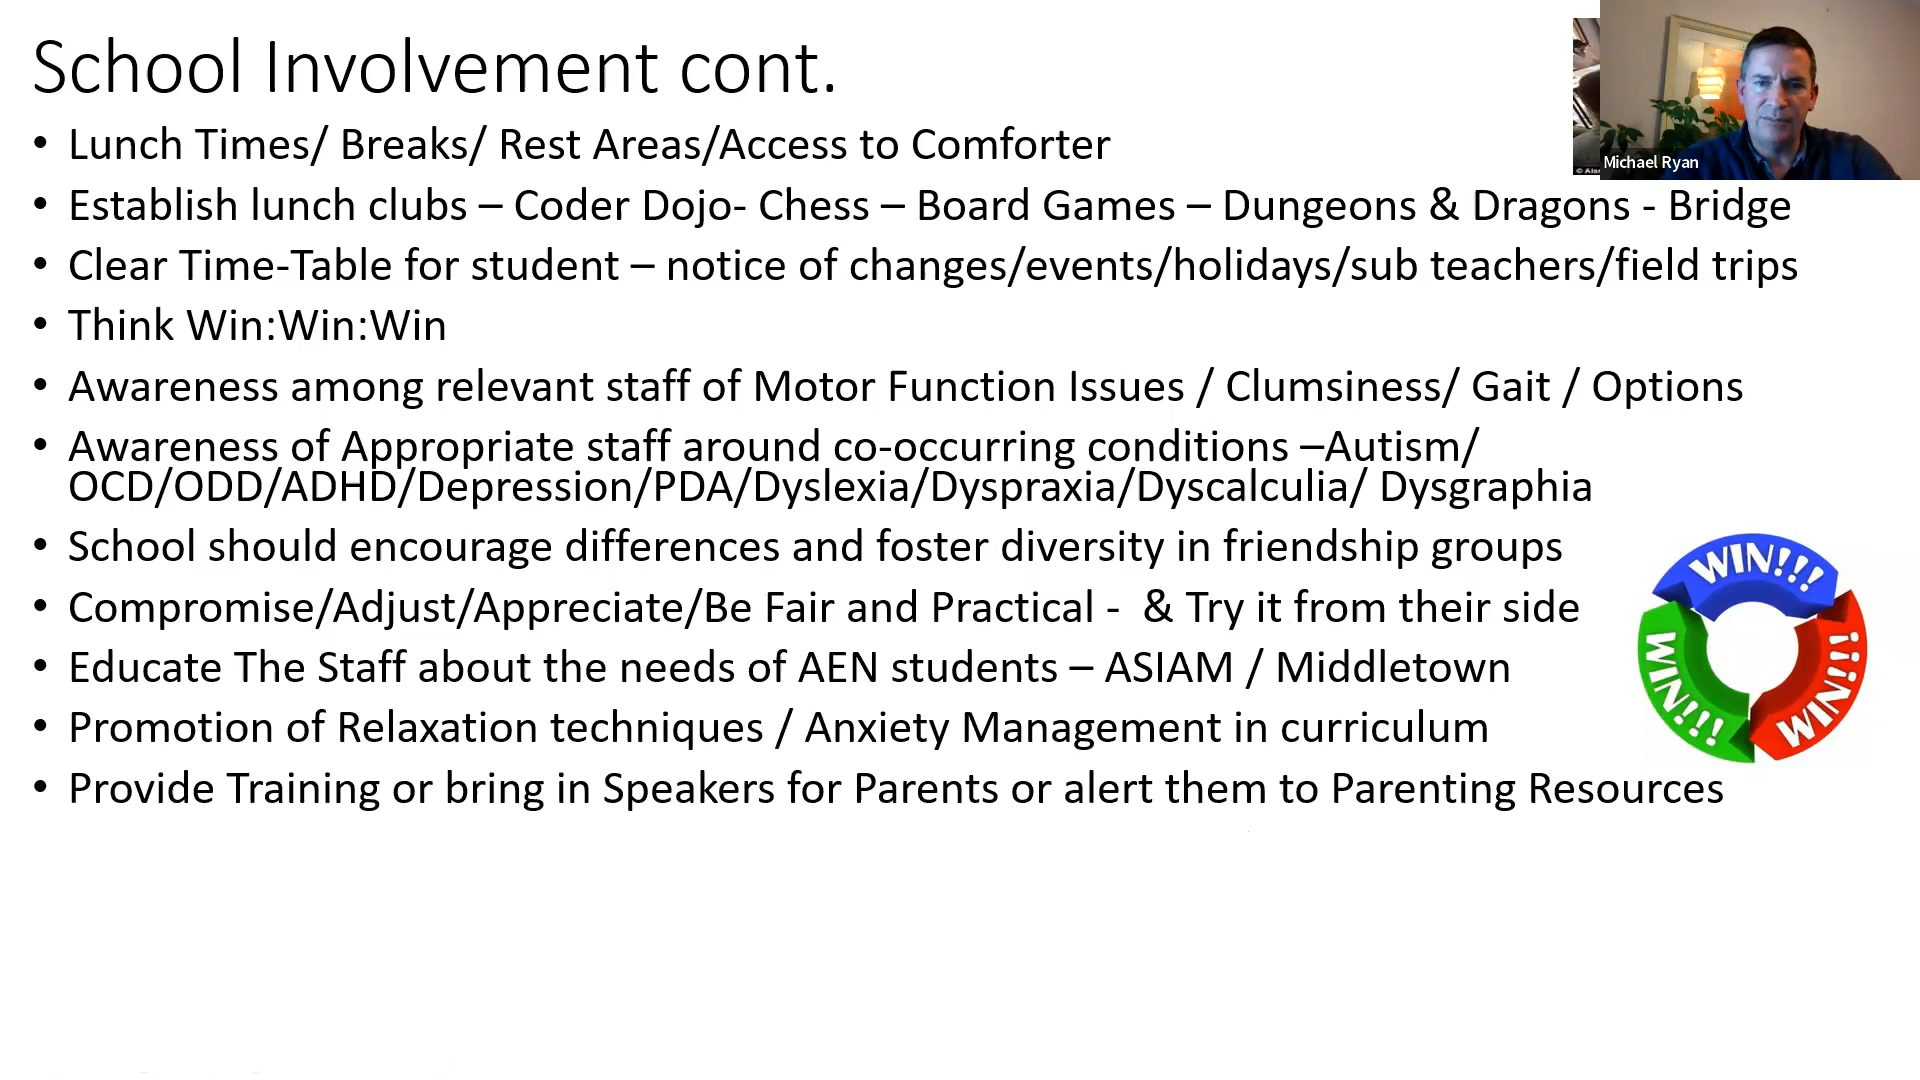 School Involvement cont.
Michael Ryan
• Lunch Times/ Breaks/ Rest Areas/Access to Comforter
• Establish lunch clubs – Coder Dojo- Chess – Board Games – Dungeons & Dragons - Bridge
• Clear Time-Table for student – notice of changes/events/holidays/sub teachers/field trips
• Think Win:Win:Win
• Awareness among relevant staff of Motor Function Issues / Clumsiness/ Gait / Options
• Awareness of Appropriate staff around co-occurring conditions –Autism/
OCD/ODD/ADHD/Depression/PDA/Dyslexia/Dyspraxia/Dyscalculia/ Dysgraphia
• School should encourage differences and foster diversity in friendship groups
• Compromise/Adjust/Appreciate/Be Fair and Practical -  & Try it from their side
• Educate The Staff about the needs of AEN students – ASIAM / Middletown
• Promotion of Relaxation techniques / Anxiety Management in curriculum
• Provide Training or bring in Speakers for Parents or alert them to Parenting Resources
WIN!!!
WIN!!!
WIN!!!